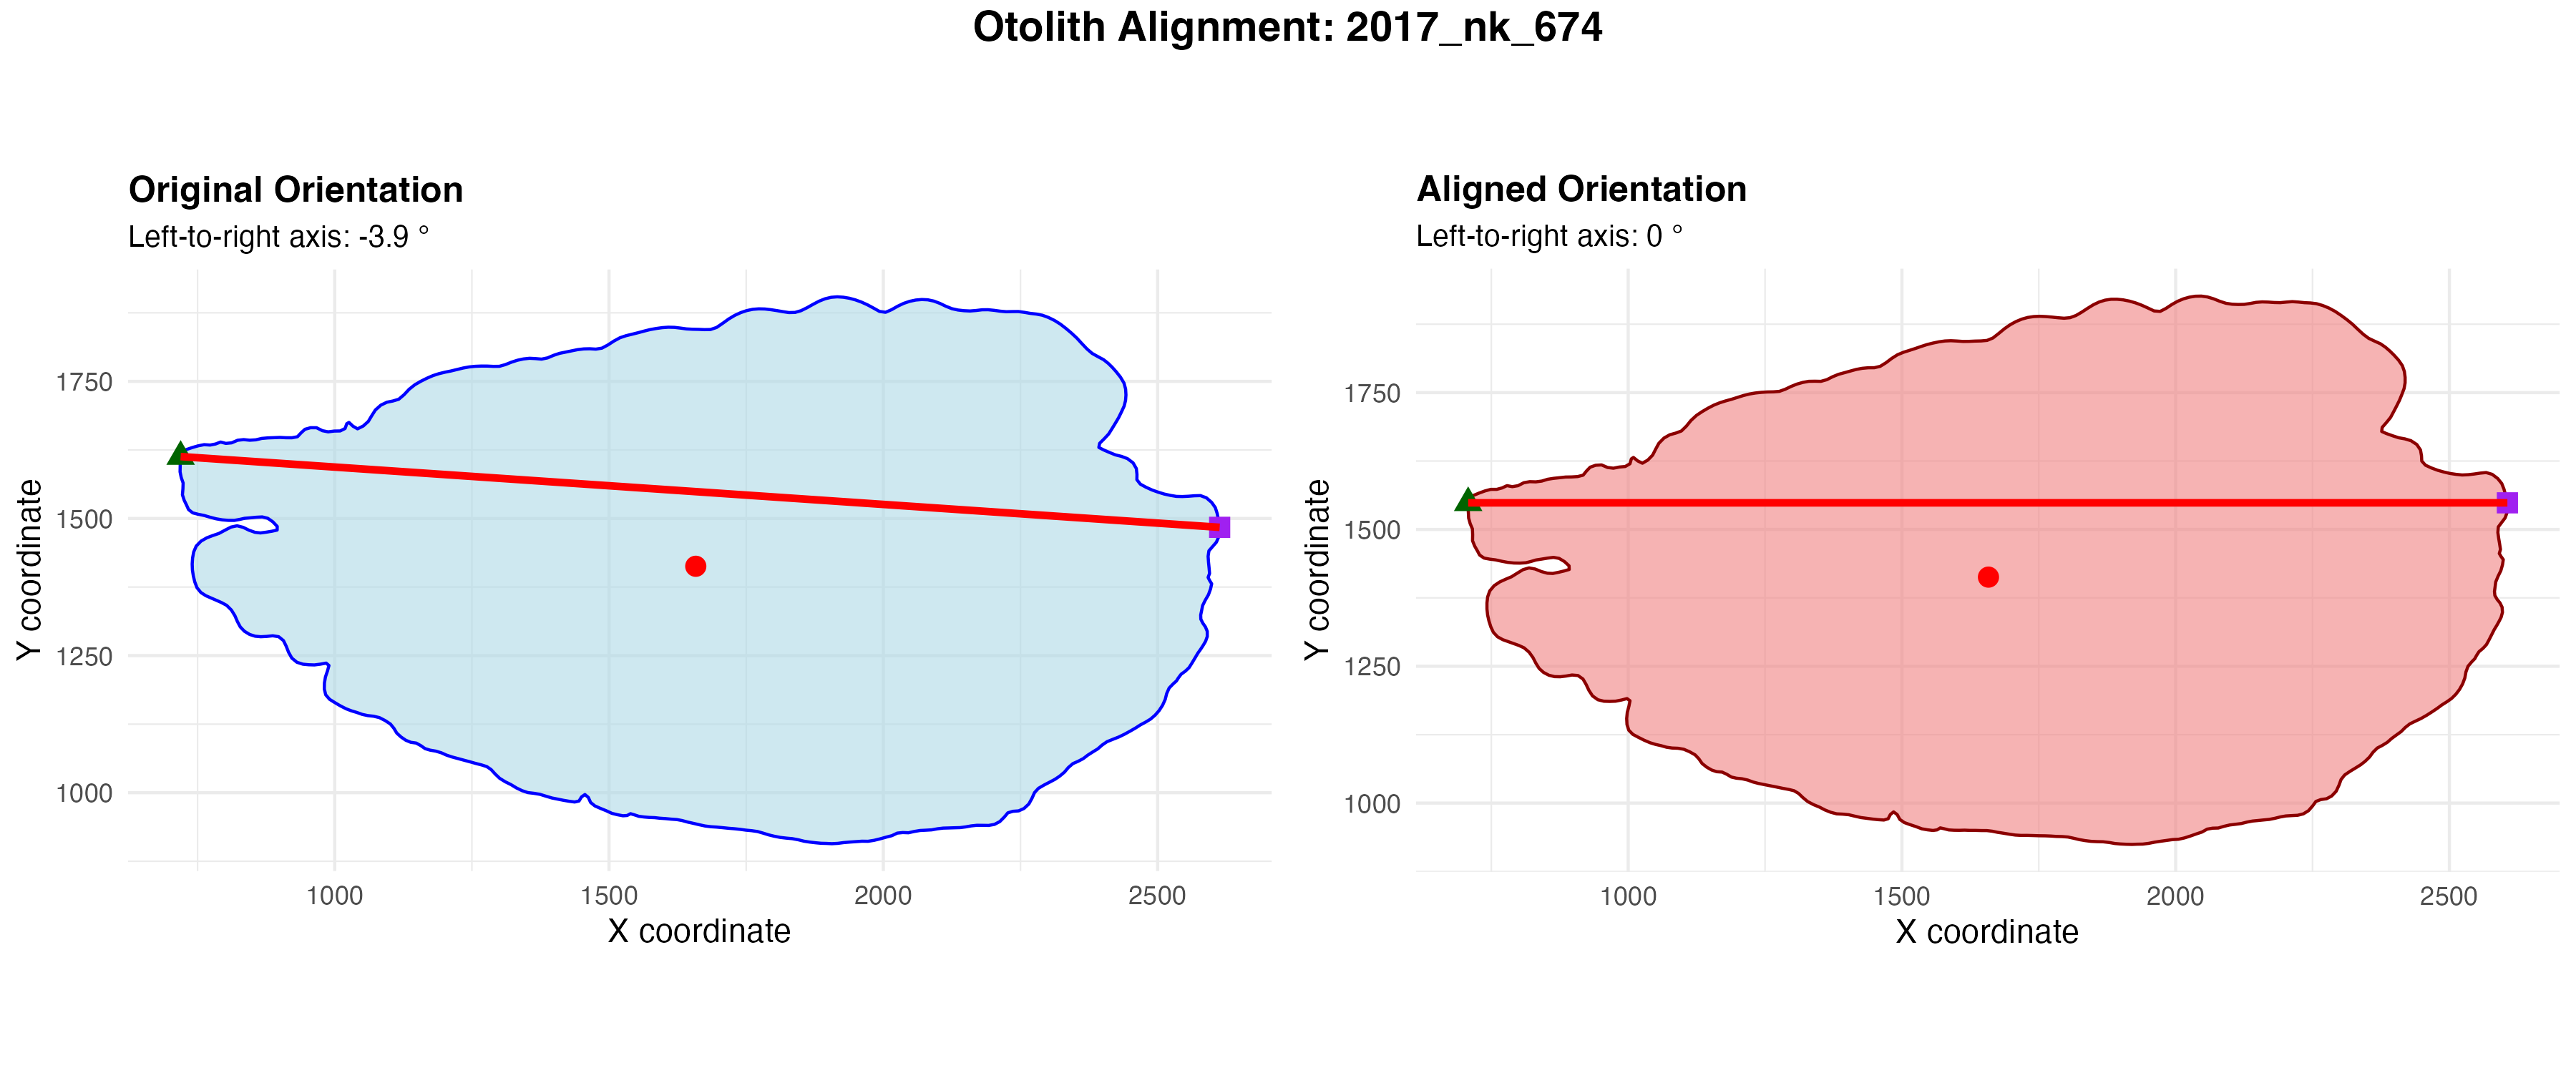 Otolith Alignment: 2017_nk_674
Original Orientation
Left-to-right axis: -3.9 °
Y coordinate
1750
1500
1250
1000
1000 1500 2000 2500
X coordinate
Aligned Orientation
Left-to-right axis: 0 °
Y coordinate
1750
1500
1250
1000
1000 1500 2000 2500
X coordinate